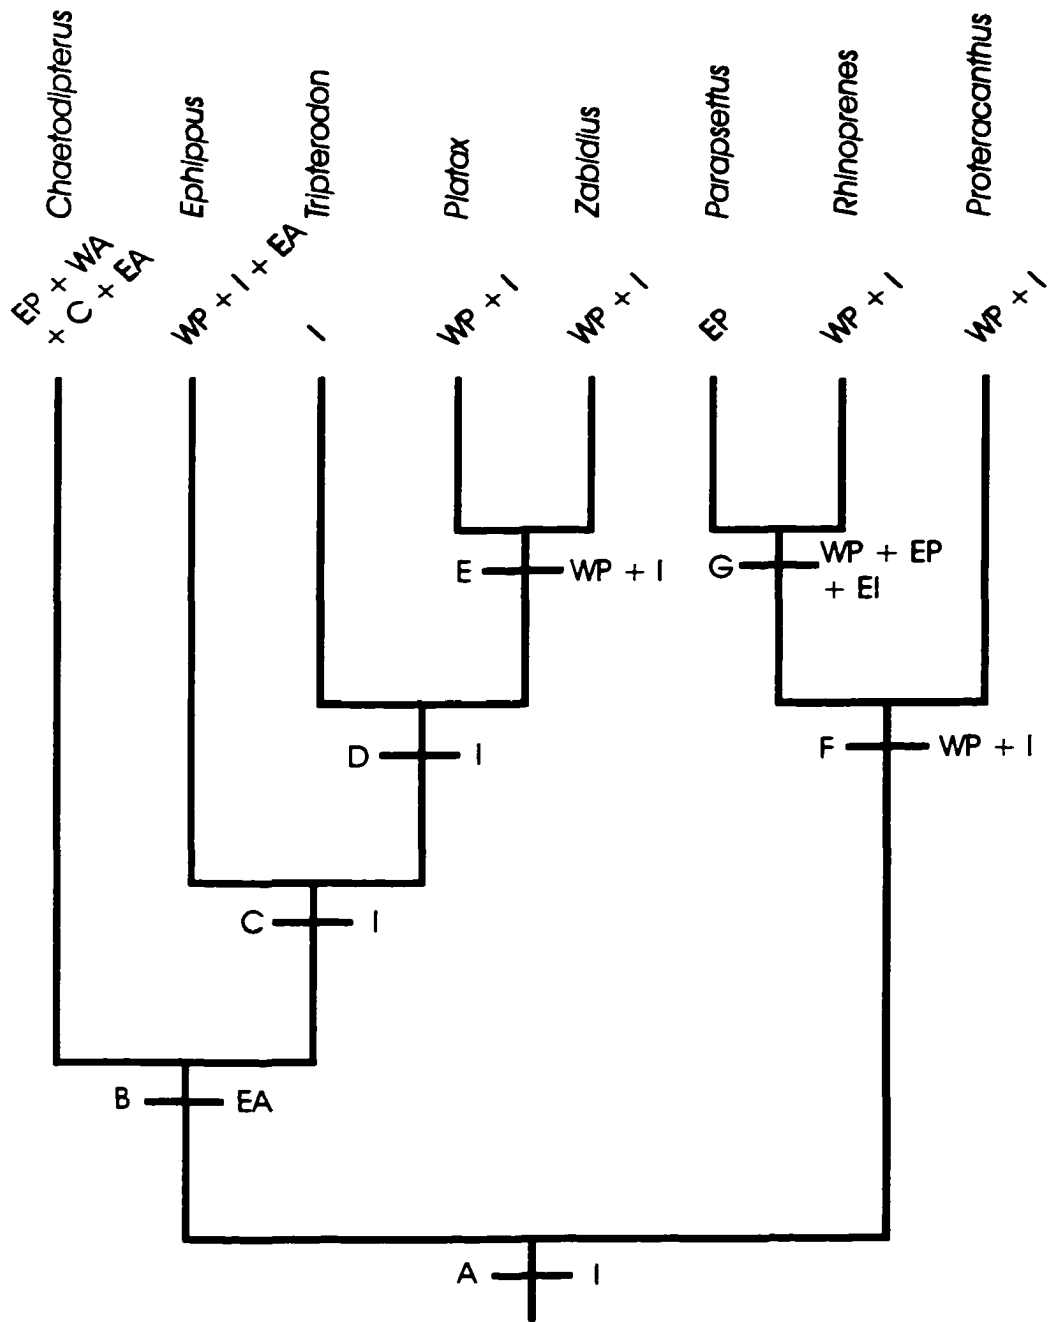 Chaetodipterus
Ephippus
Tripterodon
Platax
Zabidius
Parapsettus
Rhinoprenes
Proteracanthus
EP + WA
+ C + EA
WP + I + EA
I
WP + I
WP + I
EP
WP + I
WP + I
E WP + I
G WP + EP
+ EI
D I
F WP + I
C I
B EA
A I